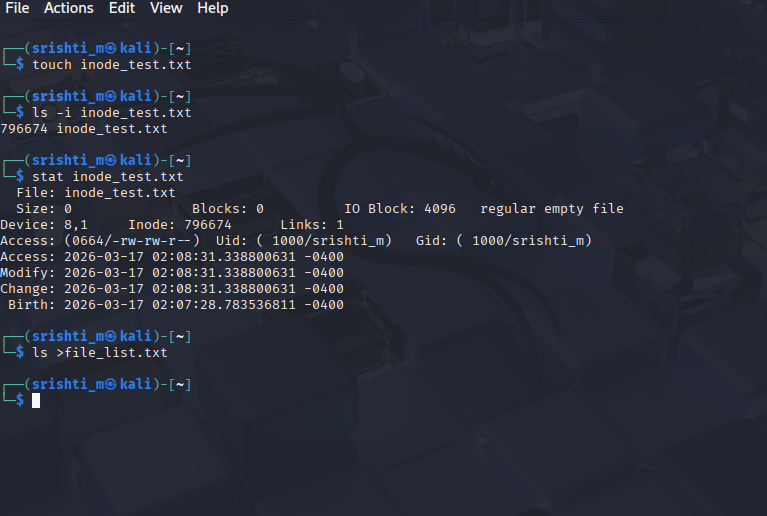 File Actions Edit View Help
┌──(srishti_m㉿kali)-[~]
└─$ touch inode_test.txt
┌──(srishti_m㉿kali)-[~]
└─$ ls -i inode_test.txt
796674 inode_test.txt
┌──(srishti_m㉿kali)-[~]
└─$ stat inode_test.txt
  File: inode_test.txt
  Size: 0               Blocks: 0          IO Block: 4096   regular empty file
Device: 8,1     Inode: 796674      Links: 1
Access: (0664/-rw-rw-r--)  Uid: ( 1000/srishti_m)   Gid: ( 1000/srishti_m)
Access: 2026-03-17 02:08:31.338800631 -0400
Modify: 2026-03-17 02:08:31.338800631 -0400
Change: 2026-03-17 02:08:31.338800631 -0400
 Birth: 2026-03-17 02:07:28.783536811 -0400
┌──(srishti_m㉿kali)-[~]
└─$ ls >file_list.txt
┌──(srishti_m㉿kali)-[~]
└─$